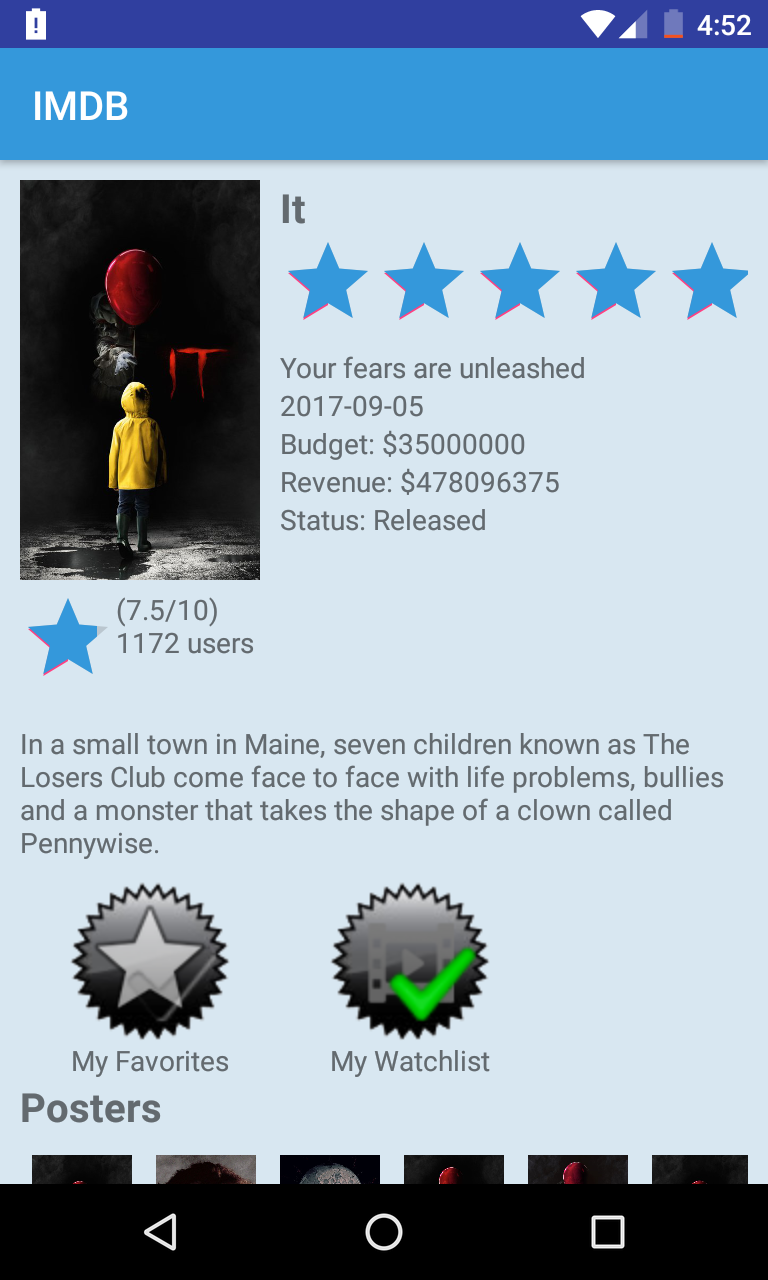 4:52
IMDB
It
IT
Your fears are unleashed
2017-09-05
Budget: $35000000
Revenue: $478096375
Status: Released
(7.5/10)
1172 users
In a small town in Maine, seven children known as The
Losers Club come face to face with life problems, bullies
and a monster that takes the shape of a clown called
Pennywise.
My Favorites
My Watchlist
Posters